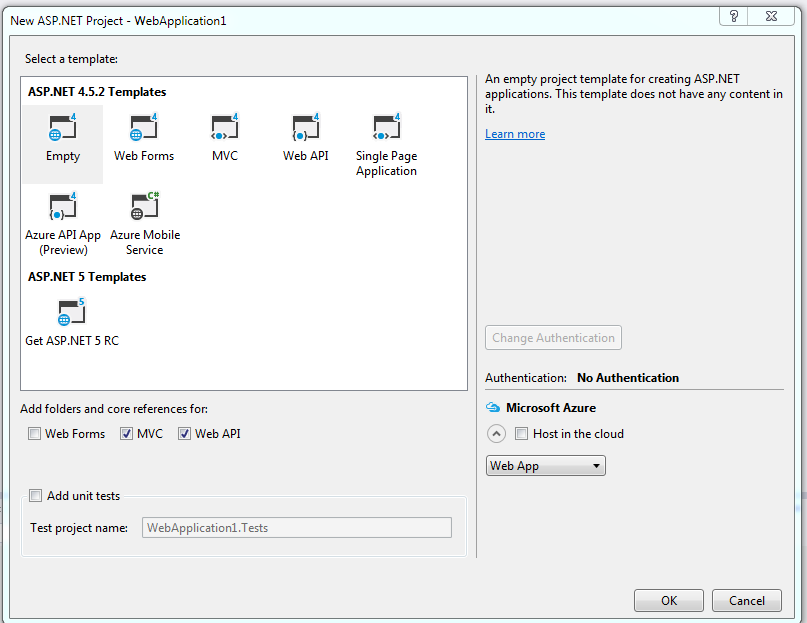 New ASP.NET Project - WebApplication1
?
Select a template:
ASP.NET 4.5.2 Templates
4
Empty
4
Web Forms
4
MVC
4
Web API
4
Single Page
Application
4
Azure API App
(Preview)
C#
Azure Mobile
Service
ASP.NET 5 Templates
5
Get ASP.NET 5 RC
An empty project template for creating ASP.NET
applications. This template does not have any content in
it.
Learn more
Change Authentication
Authentication: No Authentication
Microsoft Azure
Host in the cloud
Web App
Add folders and core references for:
Web Forms MVC Web API
Add unit tests
Test project name: WebApplication1.Tests
OK Cancel